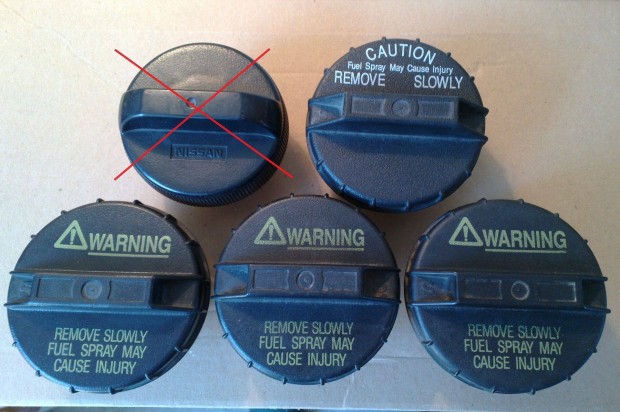 NISSAN
CAUTION
Fuel Spray May Cause Injury
REMOVE SLOWLY
WARNING
REMOVE SLOWLY
FUEL SPRAY MAY
CAUSE INJURY
WARNING
REMOVE SLOWLY
FUEL SPRAY MAY
CAUSE INJURY
WARNING
REMOVE SLOWLY
FUEL SPRAY MAY
CAUSE INJURY